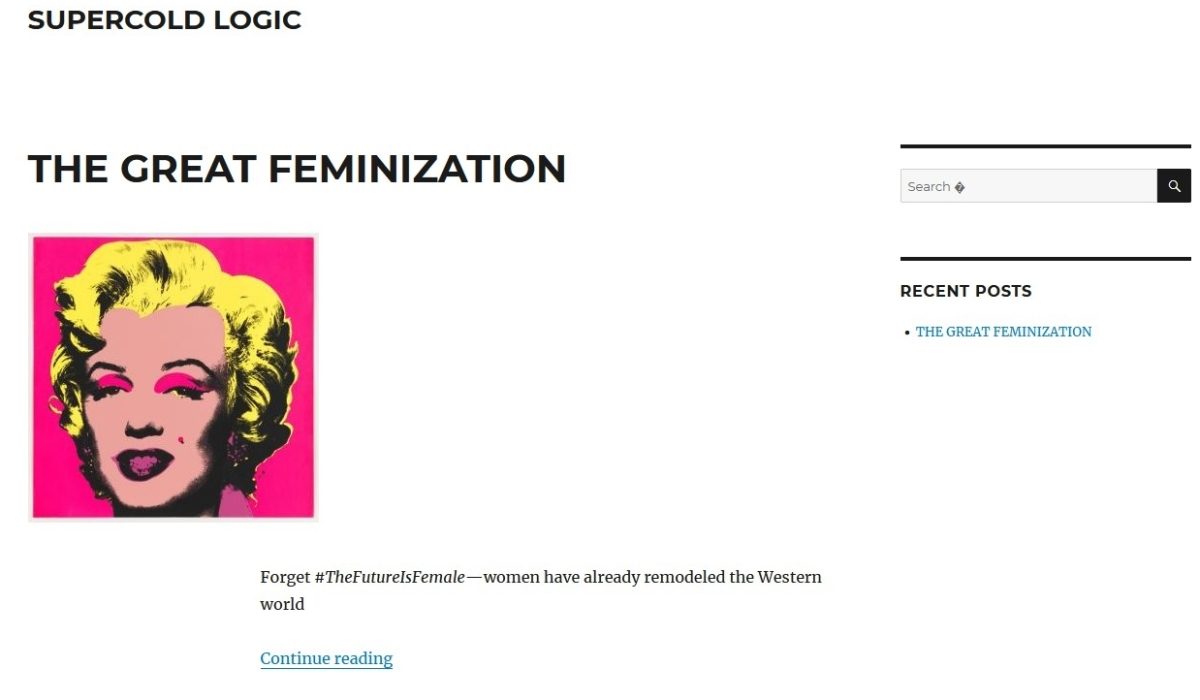 SUPERCOLD LOGIC
THE GREAT FEMINIZATION
Search �
RECENT POSTS
• THE GREAT FEMINIZATION
Forget #TheFutureIsFemale—women have already remodeled the Western
world
Continue reading